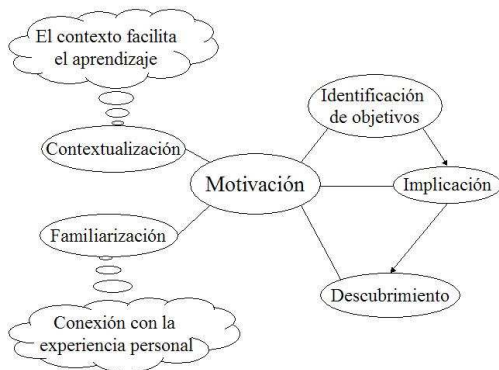 El contexto facilita
el aprendizaje
Contextualización
Familiarización
Conexión con la
experiencia personal
Motivación
Identificación
de objetivos
Implicación
Descubrimiento